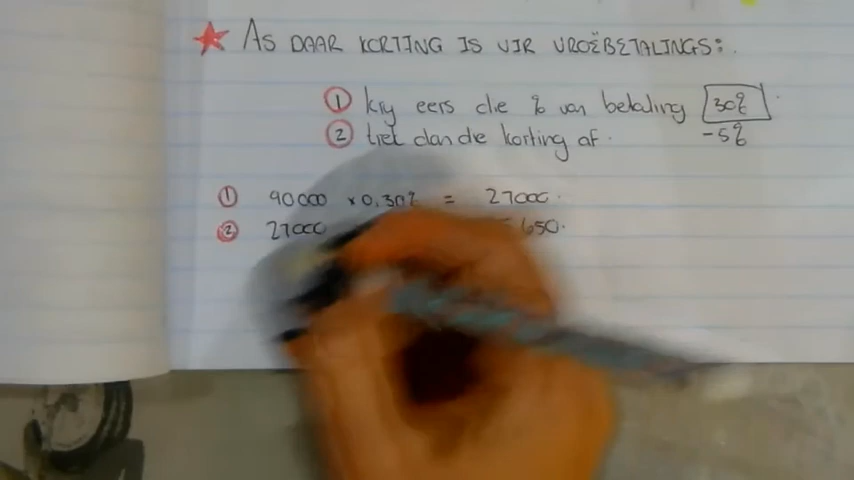 AS DAAR KORTING IS VIR VROËBETALINGS:
① kry eers die % van betaling 30%
② trek dan die korting af. -5%
① 90000 × 0,30% = 27000.
② 27000 650.